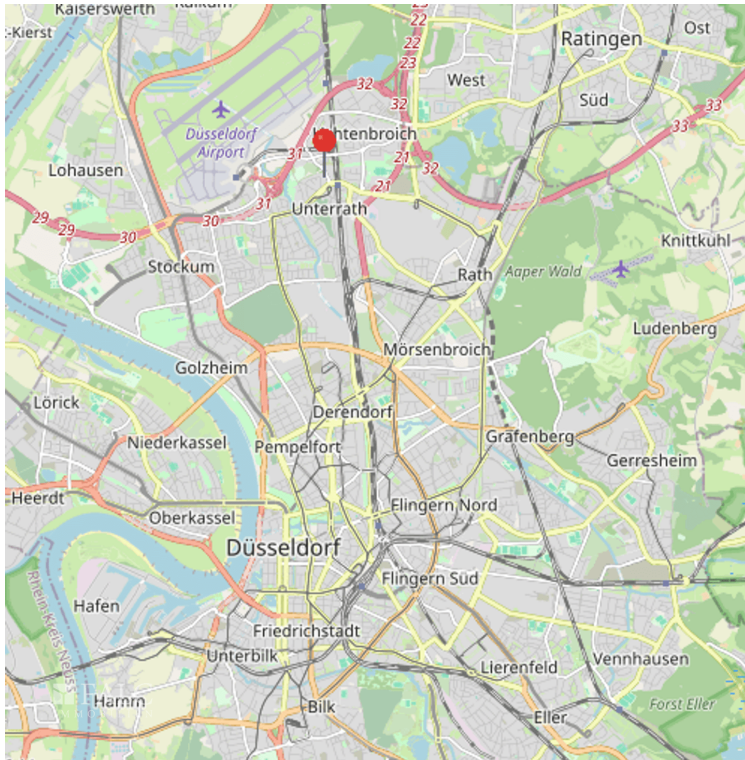 Kaiserswerth
23
22
Ost
Ratingen
22
West
23
32
Süd
32
33
33
Düsseldorf
Airport
31
21
32
Lohausen
21
31
29
29
30
30
Unterrath
Knittkuhl
Stockum
Rath
Aaper Wald
Ludenberg
Mörsenbroich
Golzheim
Lörick
Derendorf
Niederkassel
Pempelfort
Grafenberg
Gerresheim
Heerdt
Flingern Nord
Oberkassel
Düsseldorf
Flingern Süd
Rhein-Kreis Neuss
Hafen
Friedrichstadt
Unterbilk
Vennhausen
Lierenfeld
Hamm
Forst Eller
Bilk
Eller